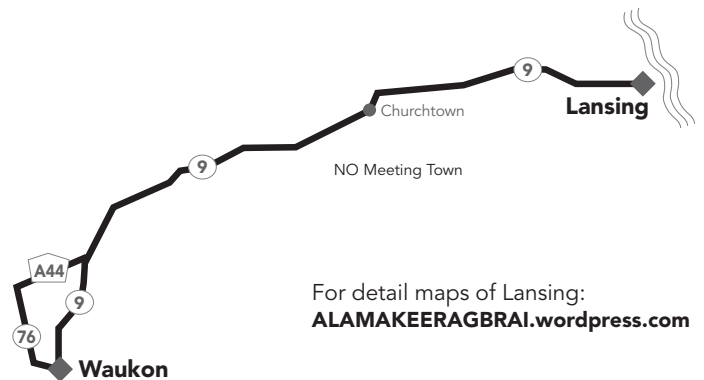 9
Lansing
Churchtown
9
NO Meeting Town
A44
9
For detail maps of Lansing:
ALAMAKEERAGBRAI.wordpress.com
76
Waukon